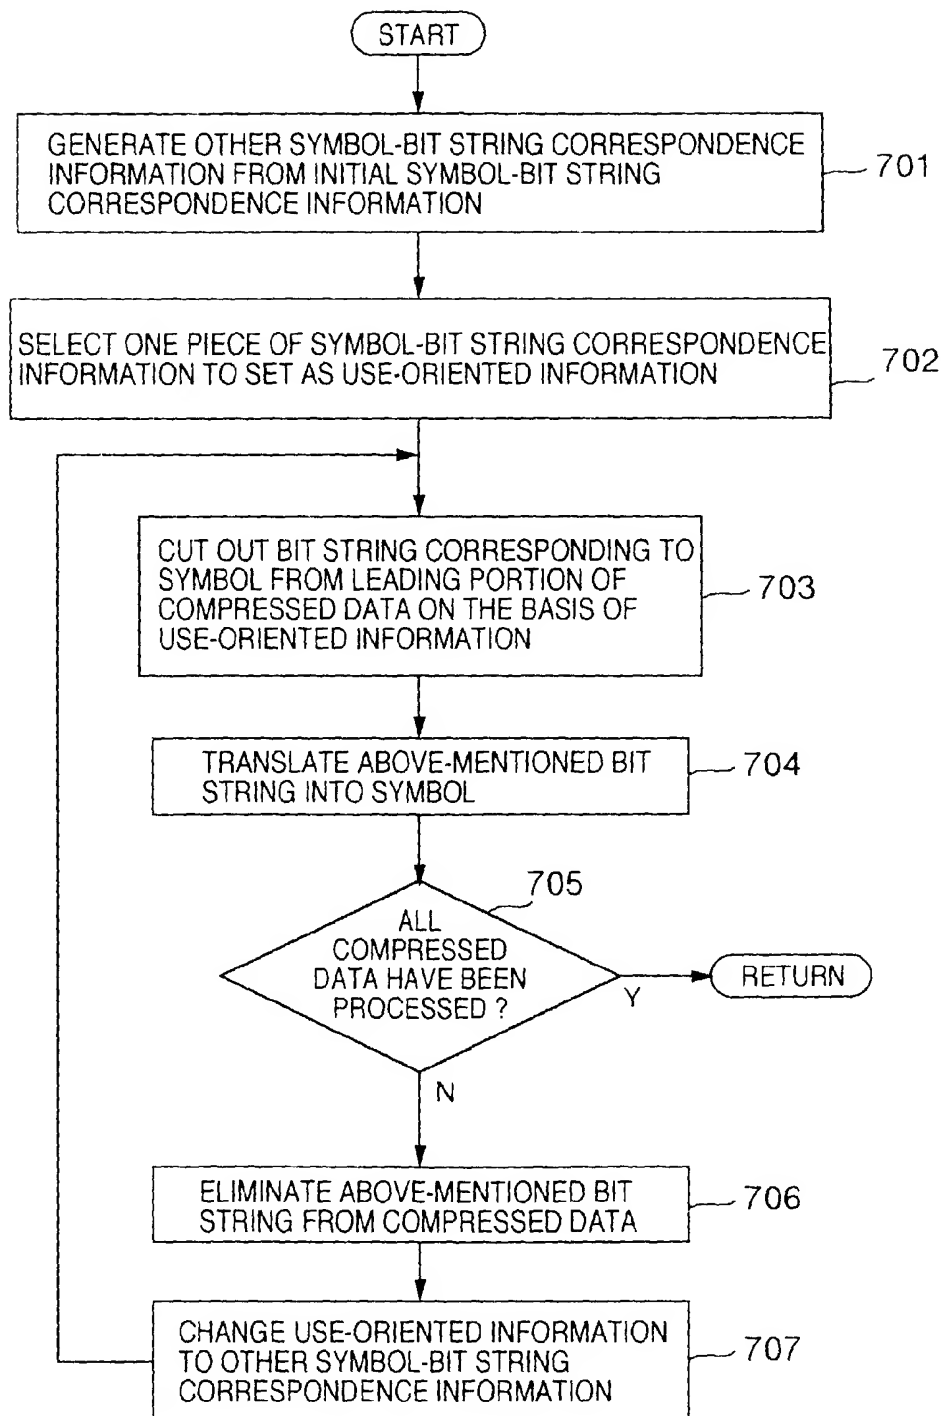 START
GENERATE OTHER SYMBOL-BIT STRING CORRESPONDENCE
INFORMATION FROM INITIAL SYMBOL-BIT STRING
CORRESPONDENCE INFORMATION
701
SELECT ONE PIECE OF SYMBOL-BIT STRING CORRESPONDENCE
INFORMATION TO SET AS USE-ORIENTED INFORMATION
702
CUT OUT BIT STRING CORRESPONDING TO
SYMBOL FROM LEADING PORTION OF
COMPRESSED DATA ON THE BASIS OF
USE-ORIENTED INFORMATION
703
TRANSLATE ABOVE-MENTIONED BIT
STRING INTO SYMBOL
704
705
ALL
COMPRESSED
DATA HAVE BEEN
PROCESSED ?
Y
RETURN
N
ELIMINATE ABOVE-MENTIONED BIT
STRING FROM COMPRESSED DATA
706
CHANGE USE-ORIENTED INFORMATION
TO OTHER SYMBOL-BIT STRING
CORRESPONDENCE INFORMATION
707